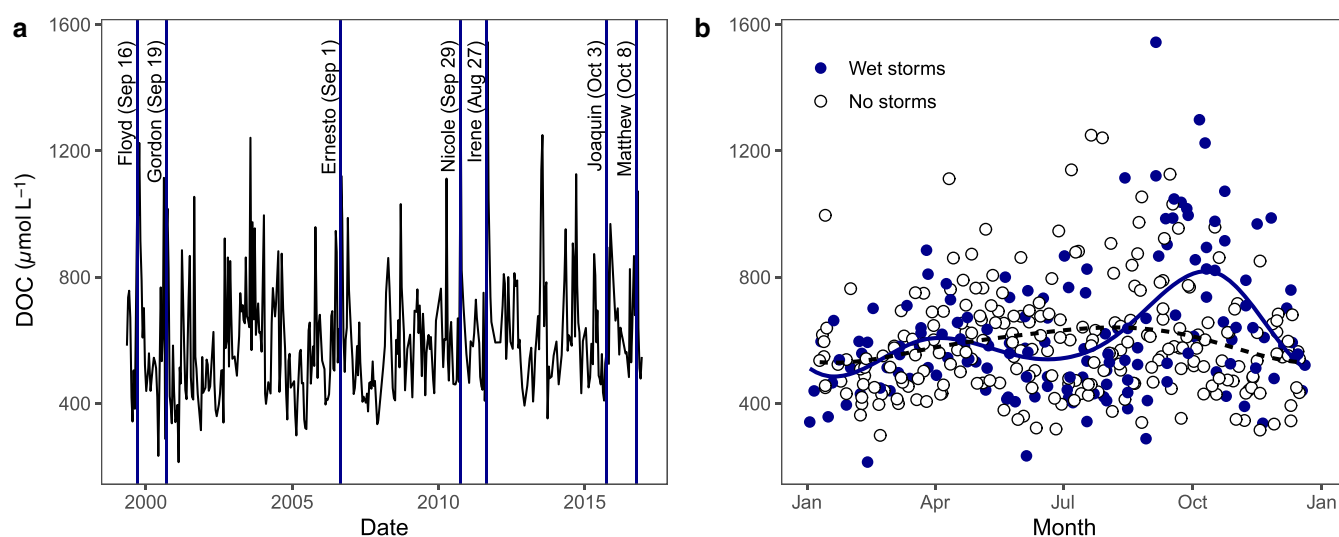 a
1600
1200
800
400
DOC (µmol L⁻¹)
Floyd (Sep 16)
Gordon (Sep 19)
Ernesto (Sep 1)
Nicole (Sep 29)
Irene (Aug 27)
Joaquin (Oct 3)
Matthew (Oct 8)
2000 2005 2010 2015
Date
b
1600
1200
800
400
Wet storms
No storms
Jan Apr Jul Oct Jan
Month